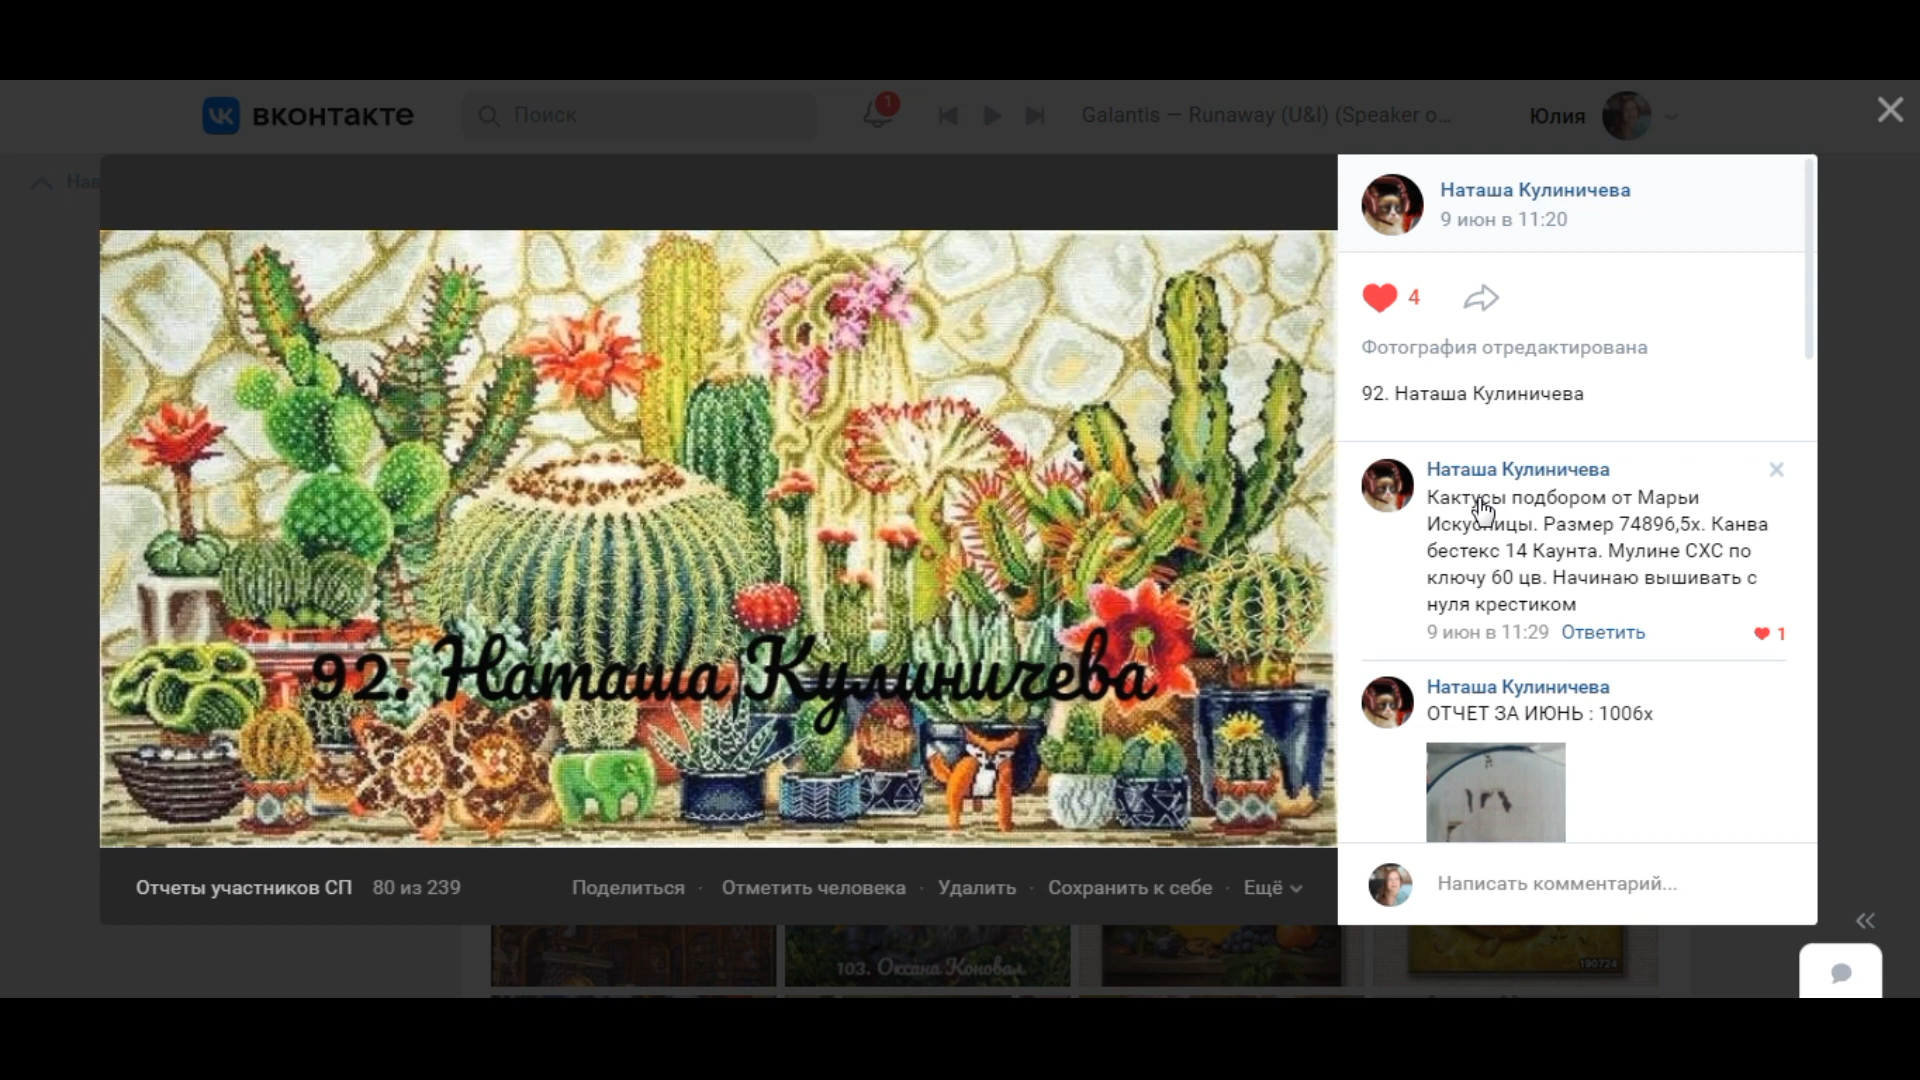 вконтакте
Поиск
1
Galantis — Runaway (U&I) (Speaker o...
Юлия
Нав
92. Наташа Кулиничева
Отчеты участников СП 80 из 239
Поделиться · Отметить человека · Удалить · Сохранить к себе · Ещё
Наташа Кулиничева
9 июн в 11:20
4
Фотография отредактирована
92. Наташа Кулиничева
Наташа Кулиничева
Кактусы подбором от Марьи
Искусницы. Размер 74896,5х. Канва
бестекс 14 Каунта. Мулине СХС по
ключу 60 цв. Начинаю вышивать с
нуля крестиком
9 июн в 11:29 Ответить
1
Наташа Кулиничева
ОТЧЕТ ЗА ИЮНЬ : 1006х
Написать комментарий...
103. Оксана Коновал
190724